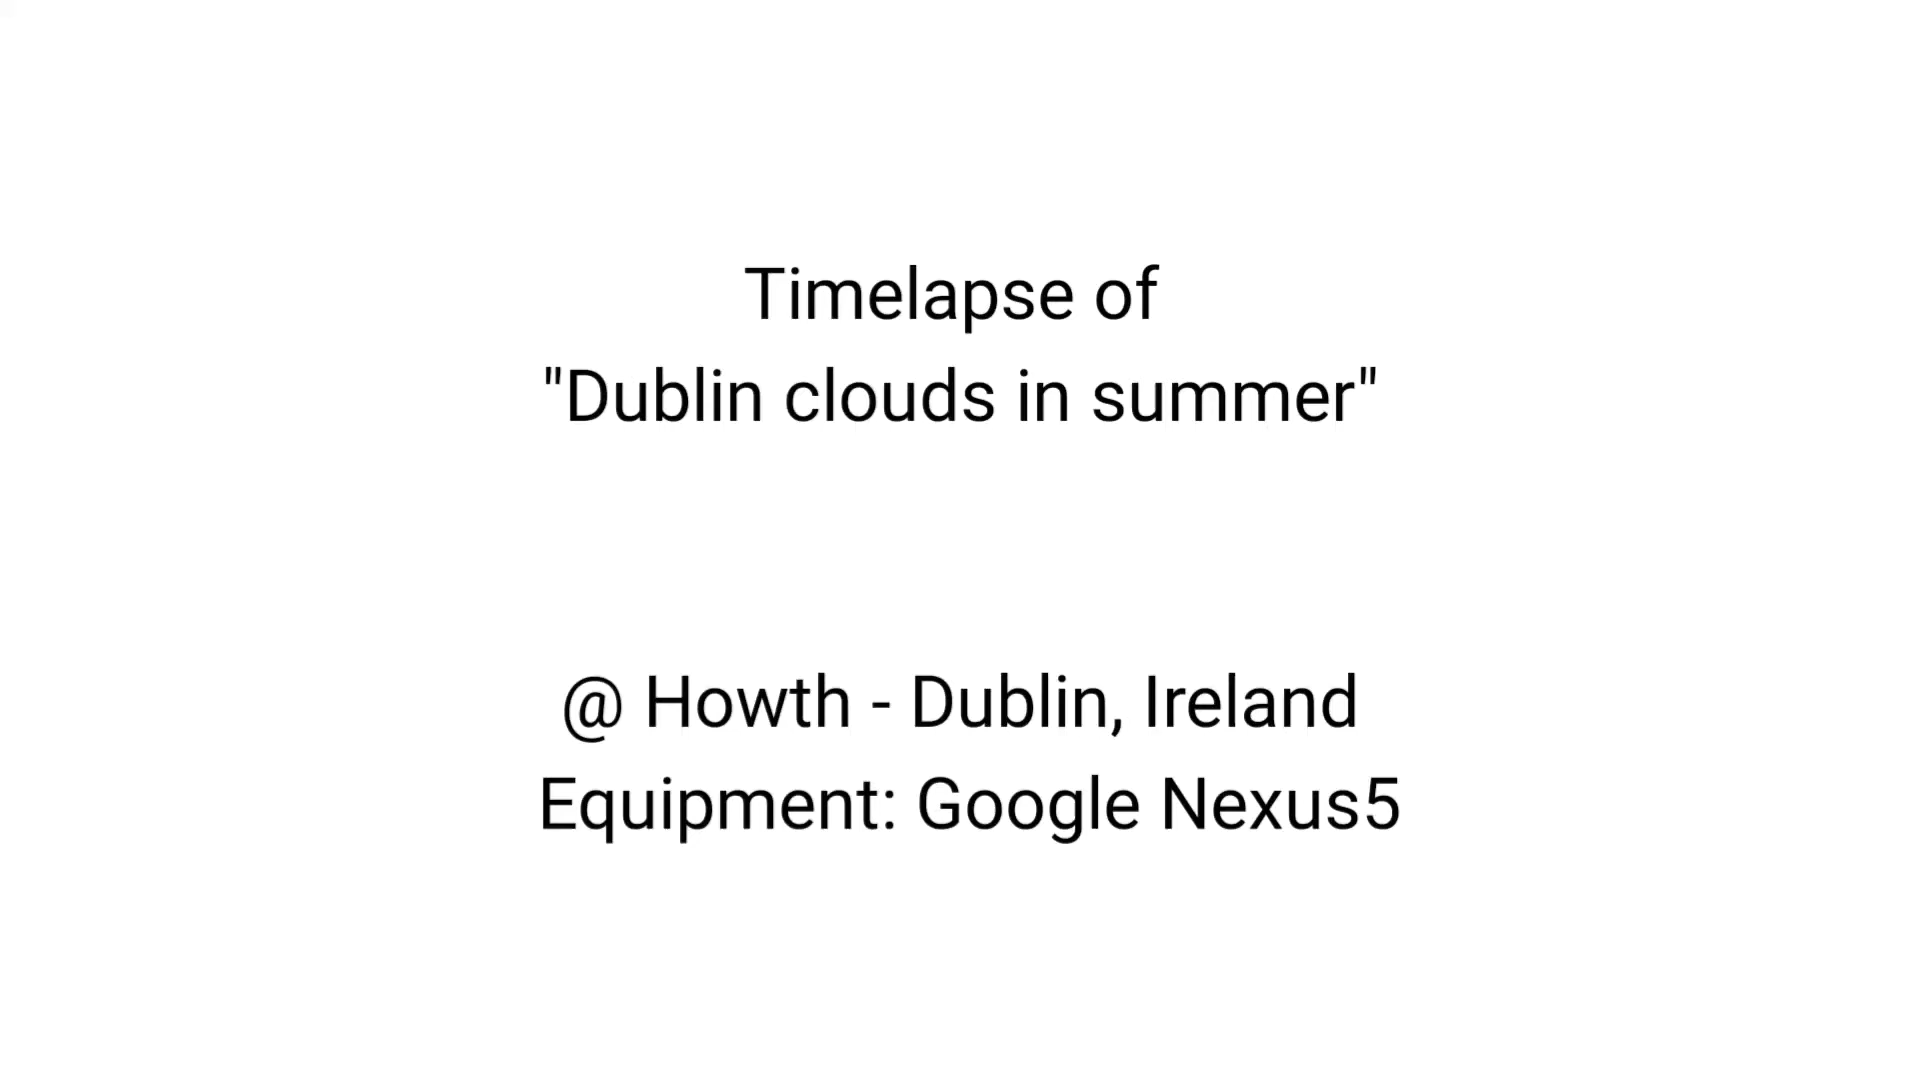 Timelapse of
"Dublin clouds in summer"
@ Howth - Dublin, Ireland
Equipment: Google Nexus5